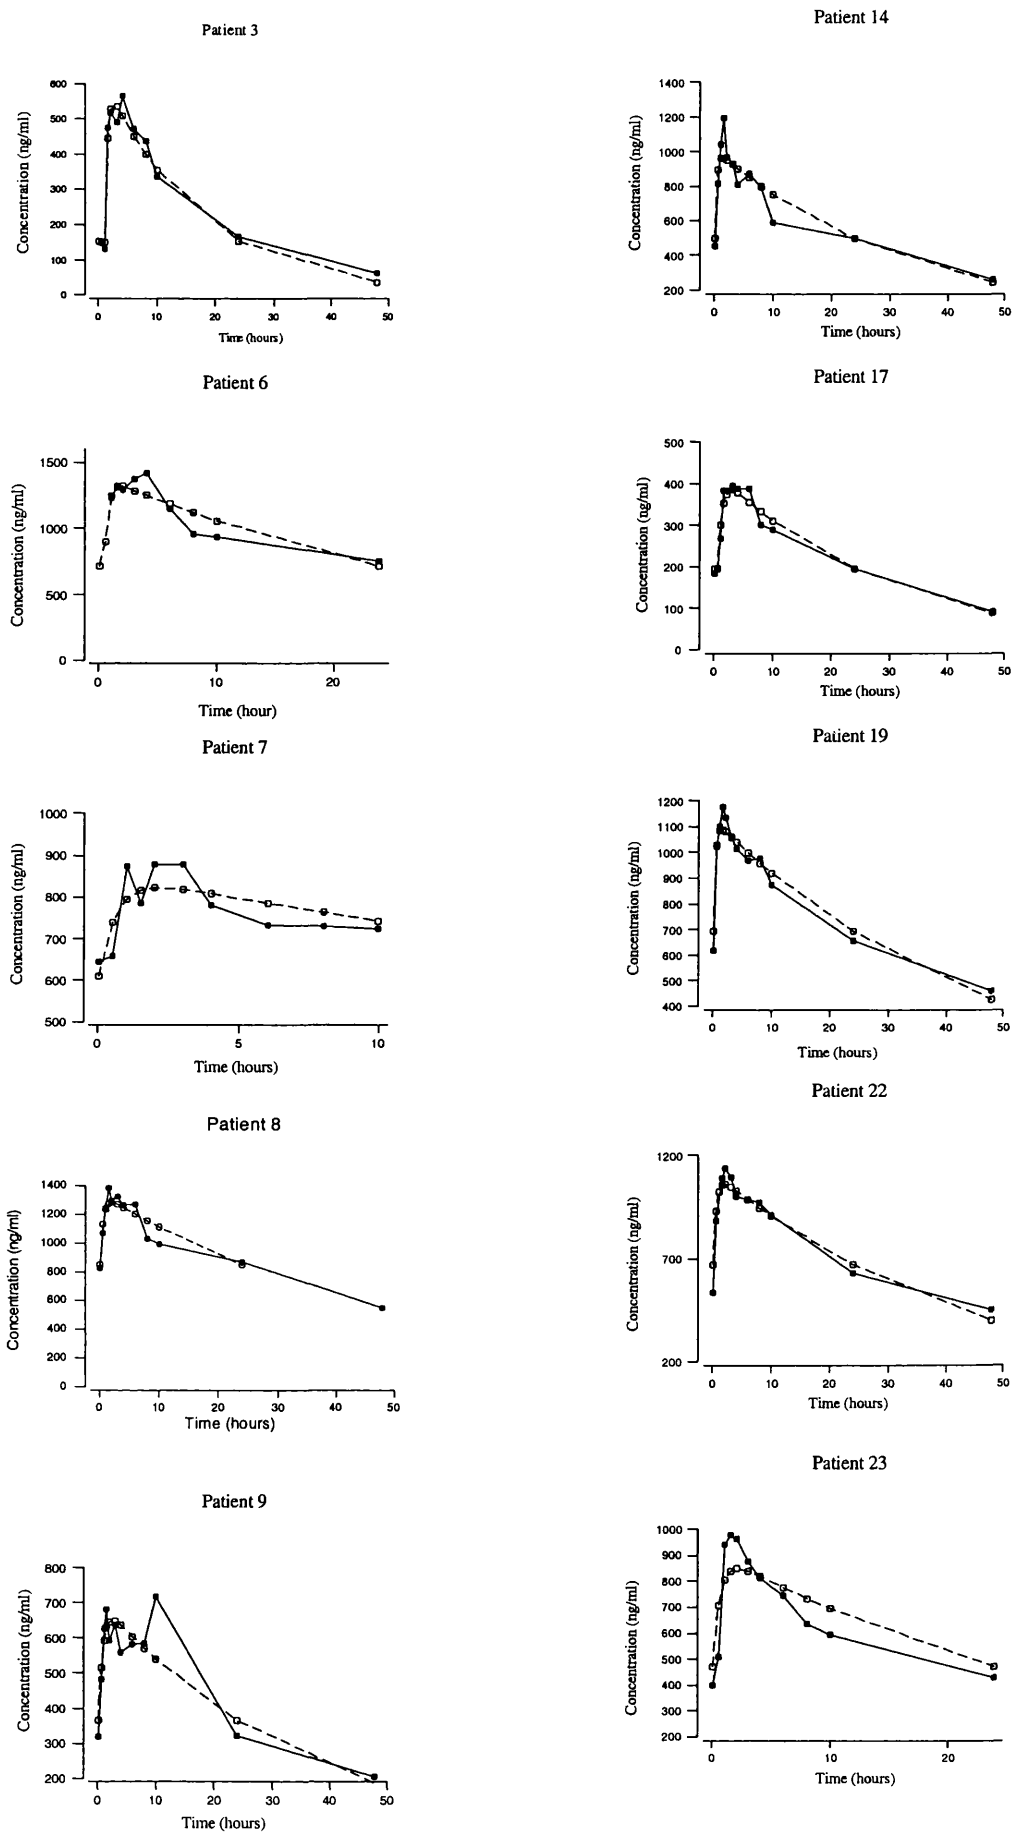 Patient 3
Concentration (ng/ml)
600
500
400
300
200
100
0
0 10 20 30 40 50
Time (hours)
Patient 6
Concentration (ng/ml)
1500
1000
500
0
0 10 20
Time (hour)
Patient 7
Concentration (ng/ml)
1000
900
800
700
600
500
0 5 10
Time (hours)
Patient 8
Concentration (ng/ml)
1400
1200
1000
800
600
400
200
0
0 10 20 30 40 50
Time (hours)
Patient 9
Concentration (ng/ml)
800
700
600
500
400
300
200
0 10 20 30 40 50
Time (hours)
Patient 14
Concentration (ng/ml)
1400
1200
1000
800
600
400
200
0 10 20 30 40 50
Time (hours)
Patient 17
Concentration (ng/ml)
500
400
300
200
100
0
0 10 20 30 40 50
Time (hours)
Patient 19
Concentration (ng/ml)
1200
1100
1000
900
800
700
600
500
400
0 10 20 30 40 50
Time (hours)
Patient 22
Concentration (ng/ml)
1200
700
200
0 10 20 30 40 50
Time (hours)
Patient 23
Concentration (ng/ml)
1000
900
800
700
600
500
400
300
200
0 10 20
Time (hours)